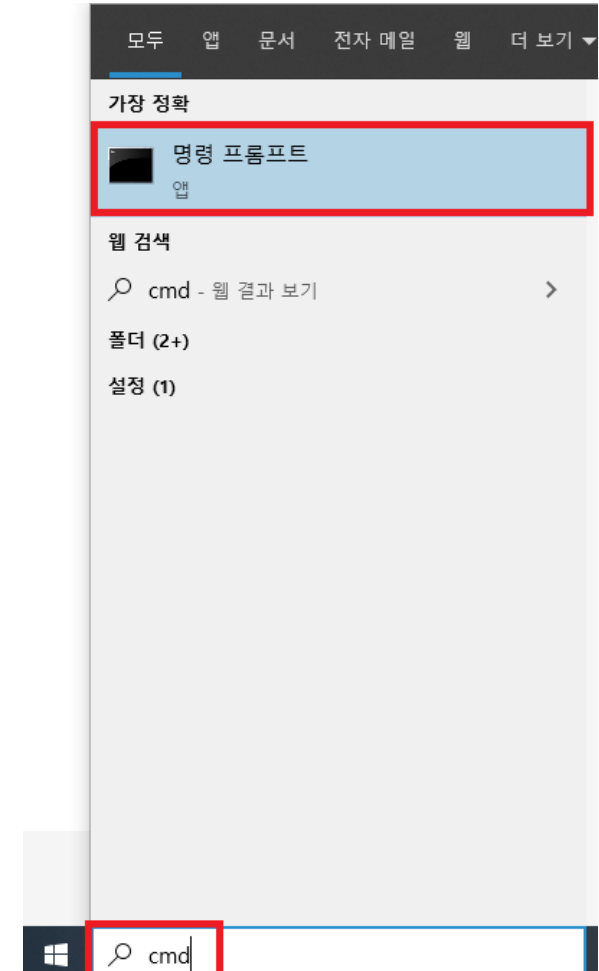 모두 앱 문서 전자 메일 웹 더 보기
가장 정확
명령 프롬프트
앱
웹 검색
cmd - 웹 결과 보기
폴더 (2+)
설정 (1)
cmd